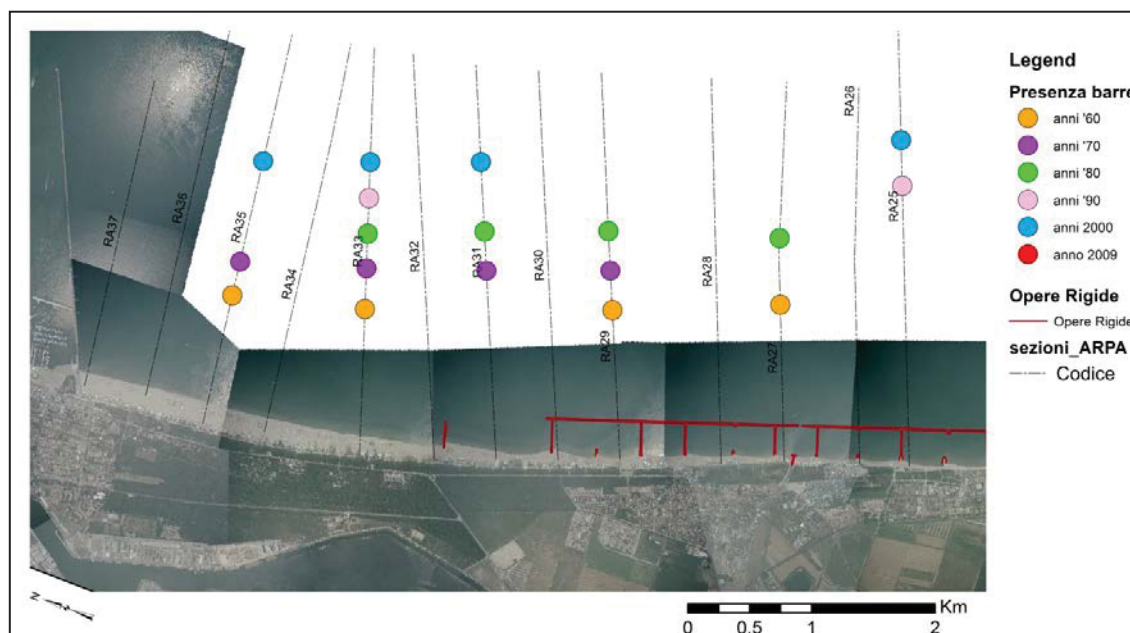 Legend
Presenza barre
anni '60
anni '70
anni '80
anni '90
anni 2000
anno 2009
Opere Rigide
Opere Rigide
sezioni_ARPA
Codice
RA37
RA36
RA35
RA34
RA33
RA32
RA31
RA30
RA29
RA28
RA27
RA26
RA25
N
Km
0 0.5 1 2